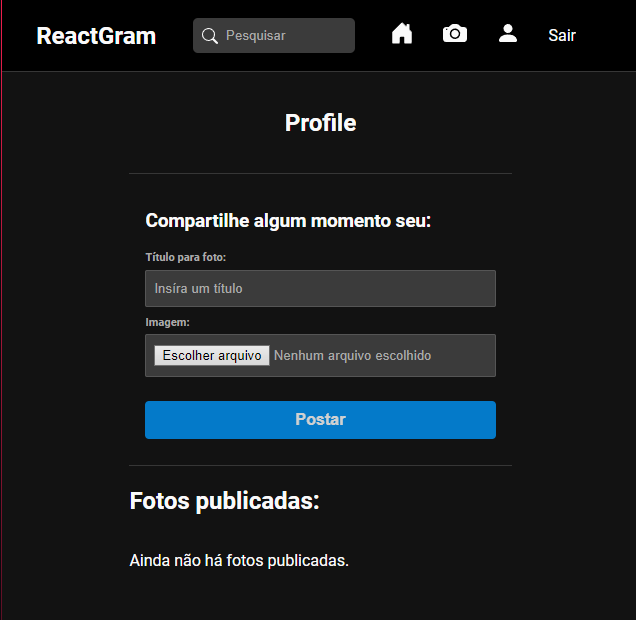 ReactGram
Pesquisar
Sair
Profile
Compartilhe algum momento seu:
Título para foto:
Insíra um título
Imagem:
Escolher arquivo Nenhum arquivo escolhido
Postar
Fotos publicadas:
Ainda não há fotos publicadas.